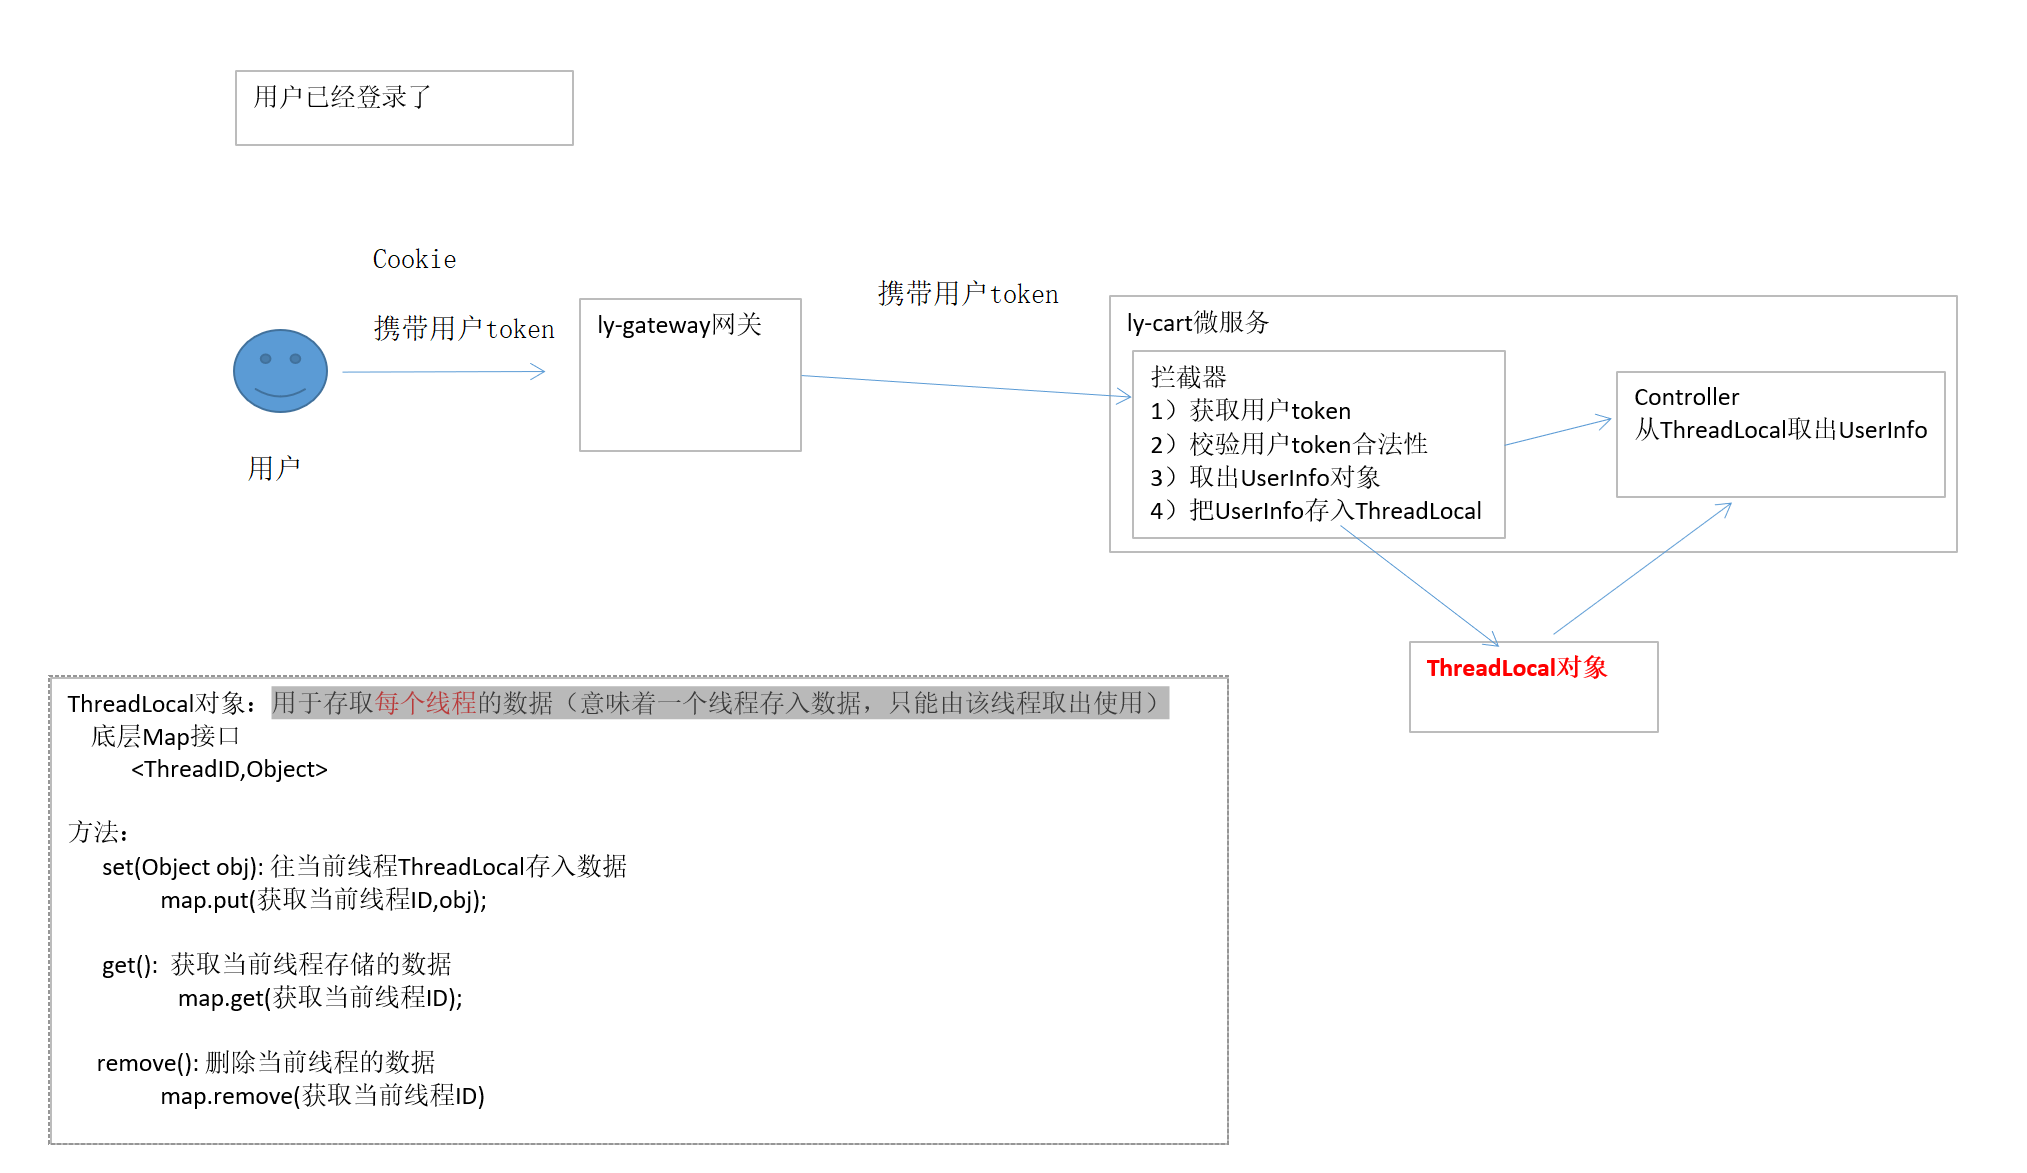 用户已经登录了
Cookie
携带用户token
用户
ly-gateway网关
携带用户token
ly-cart微服务
拦截器
1）获取用户token
2）校验用户token合法性
3）取出UserInfo对象
4）把UserInfo存入ThreadLocal
Controller
从ThreadLocal取出UserInfo
ThreadLocal对象
ThreadLocal对象：用于存取每个线程的数据（意味着一个线程存入数据，只能由该线程取出使用）
底层Map接口
<ThreadID,Object>
方法：
set(Object obj): 往当前线程ThreadLocal存入数据
map.put(获取当前线程ID,obj);
get(): 获取当前线程存储的数据
map.get(获取当前线程ID);
remove(): 删除当前线程的数据
map.remove(获取当前线程ID)